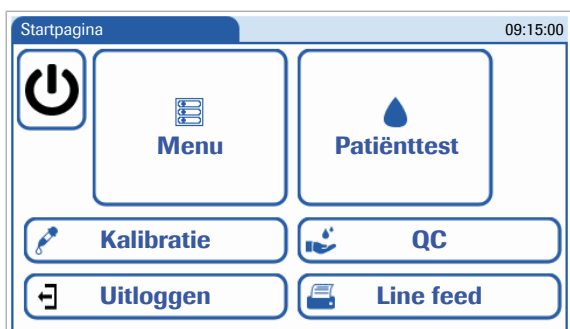 Startpagina 09:15:00
Menu Patiënttest
Kalibratie QC
Uitloggen Line feed